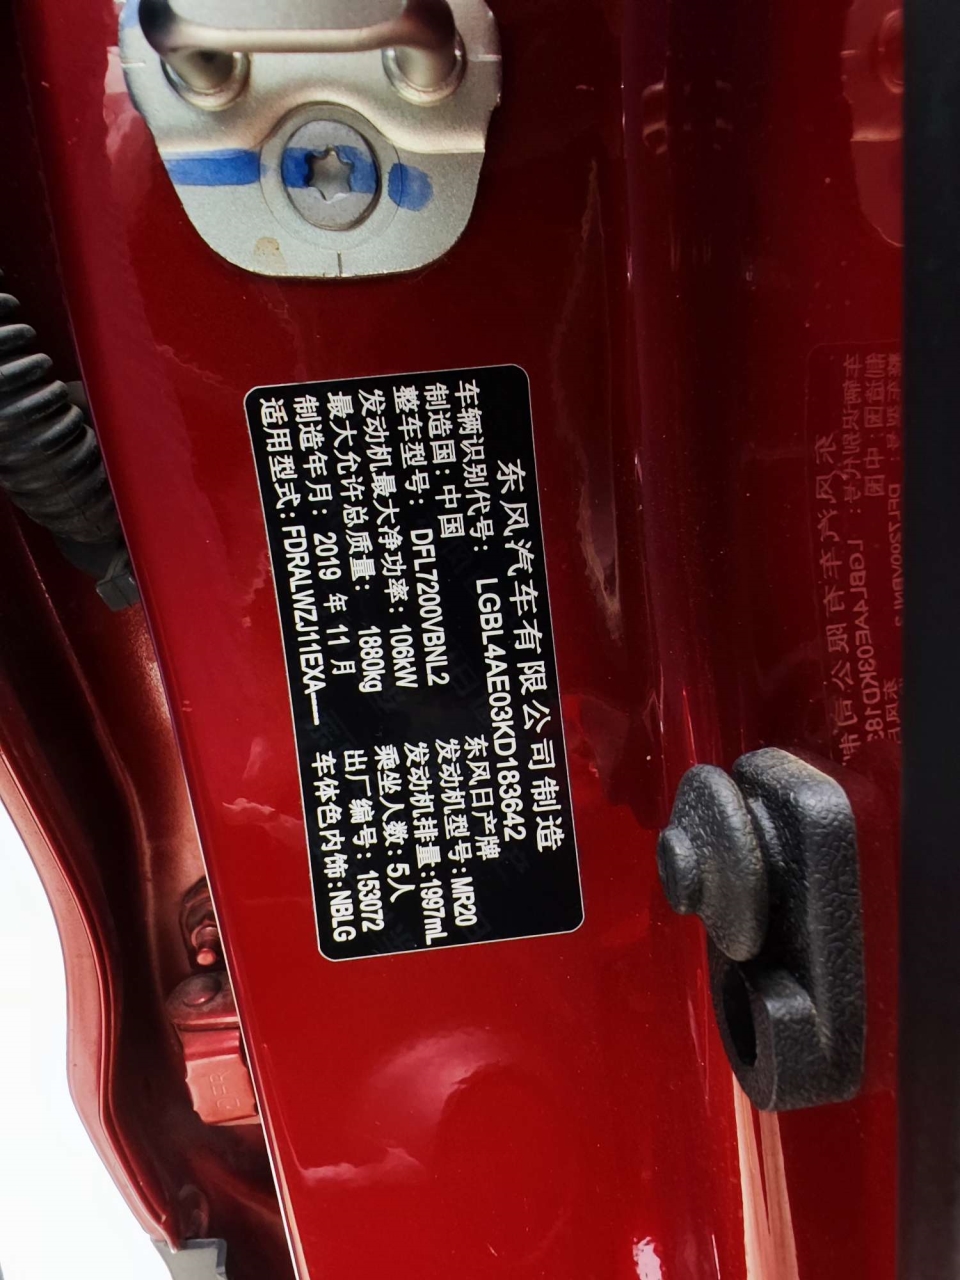 东风汽车有限公司制造
车辆识别代号: LGBL4AE03KD183642
制造国: 中国 东风日产牌
整车型号: DFL7200VBNL2 发动机型号: MR20
发动机最大净功率: 106kW 发动机排量: 1997mL
最大允许总质量: 1880kg 乘坐人数: 5人
制造年月: 2019 年 11 月 出厂编号: 153072
适用型式: FDRALWZJ11EXA— 车体色内饰: NBLG